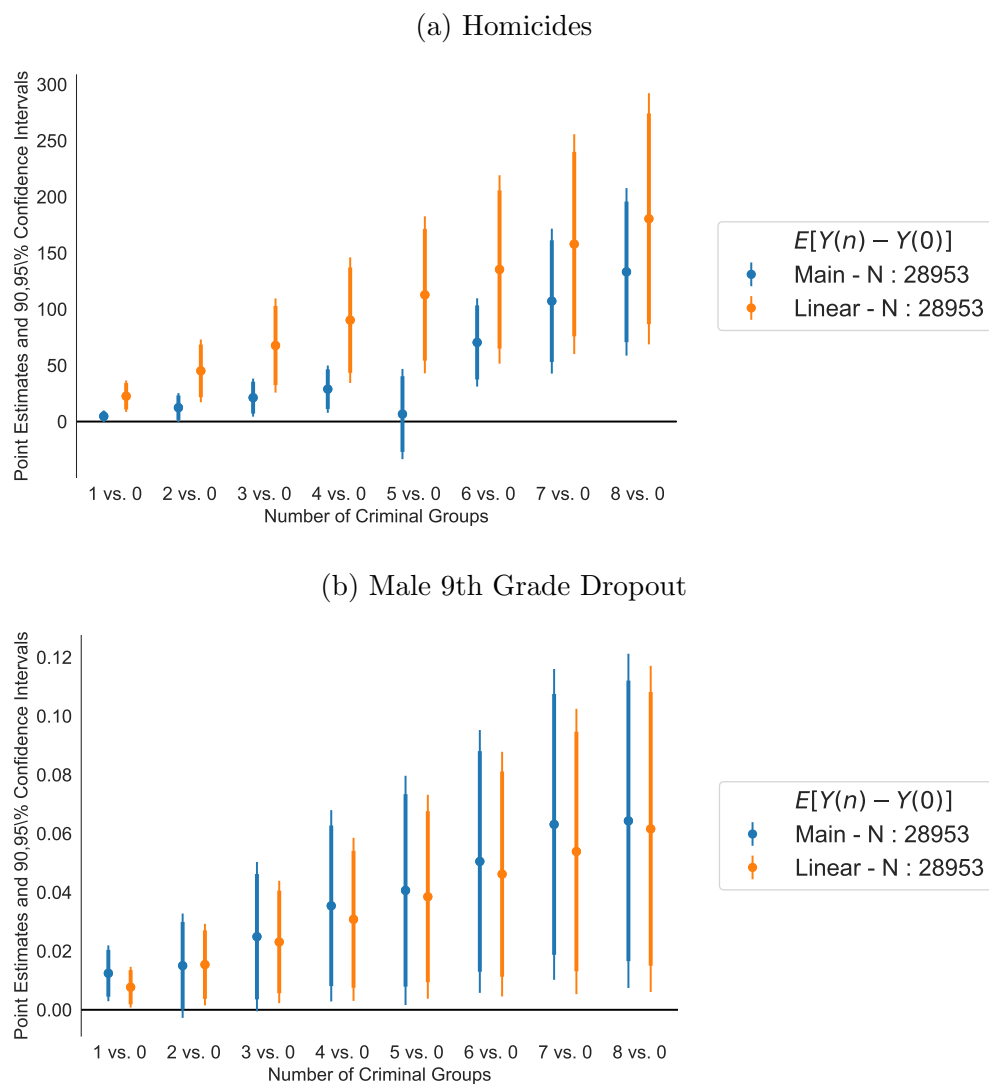 (a) Homicides
Point Estimates and 90,95\% Confidence Intervals
300
250
200
150
100
50
0
1 vs. 0 2 vs. 0 3 vs. 0 4 vs. 0 5 vs. 0 6 vs. 0 7 vs. 0 8 vs. 0
Number of Criminal Groups
E[Y(n) − Y(0)]
Main - N : 28953
Linear - N : 28953
(b) Male 9th Grade Dropout
Point Estimates and 90,95\% Confidence Intervals
0.12
0.10
0.08
0.06
0.04
0.02
0.00
1 vs. 0 2 vs. 0 3 vs. 0 4 vs. 0 5 vs. 0 6 vs. 0 7 vs. 0 8 vs. 0
Number of Criminal Groups
E[Y(n) − Y(0)]
Main - N : 28953
Linear - N : 28953